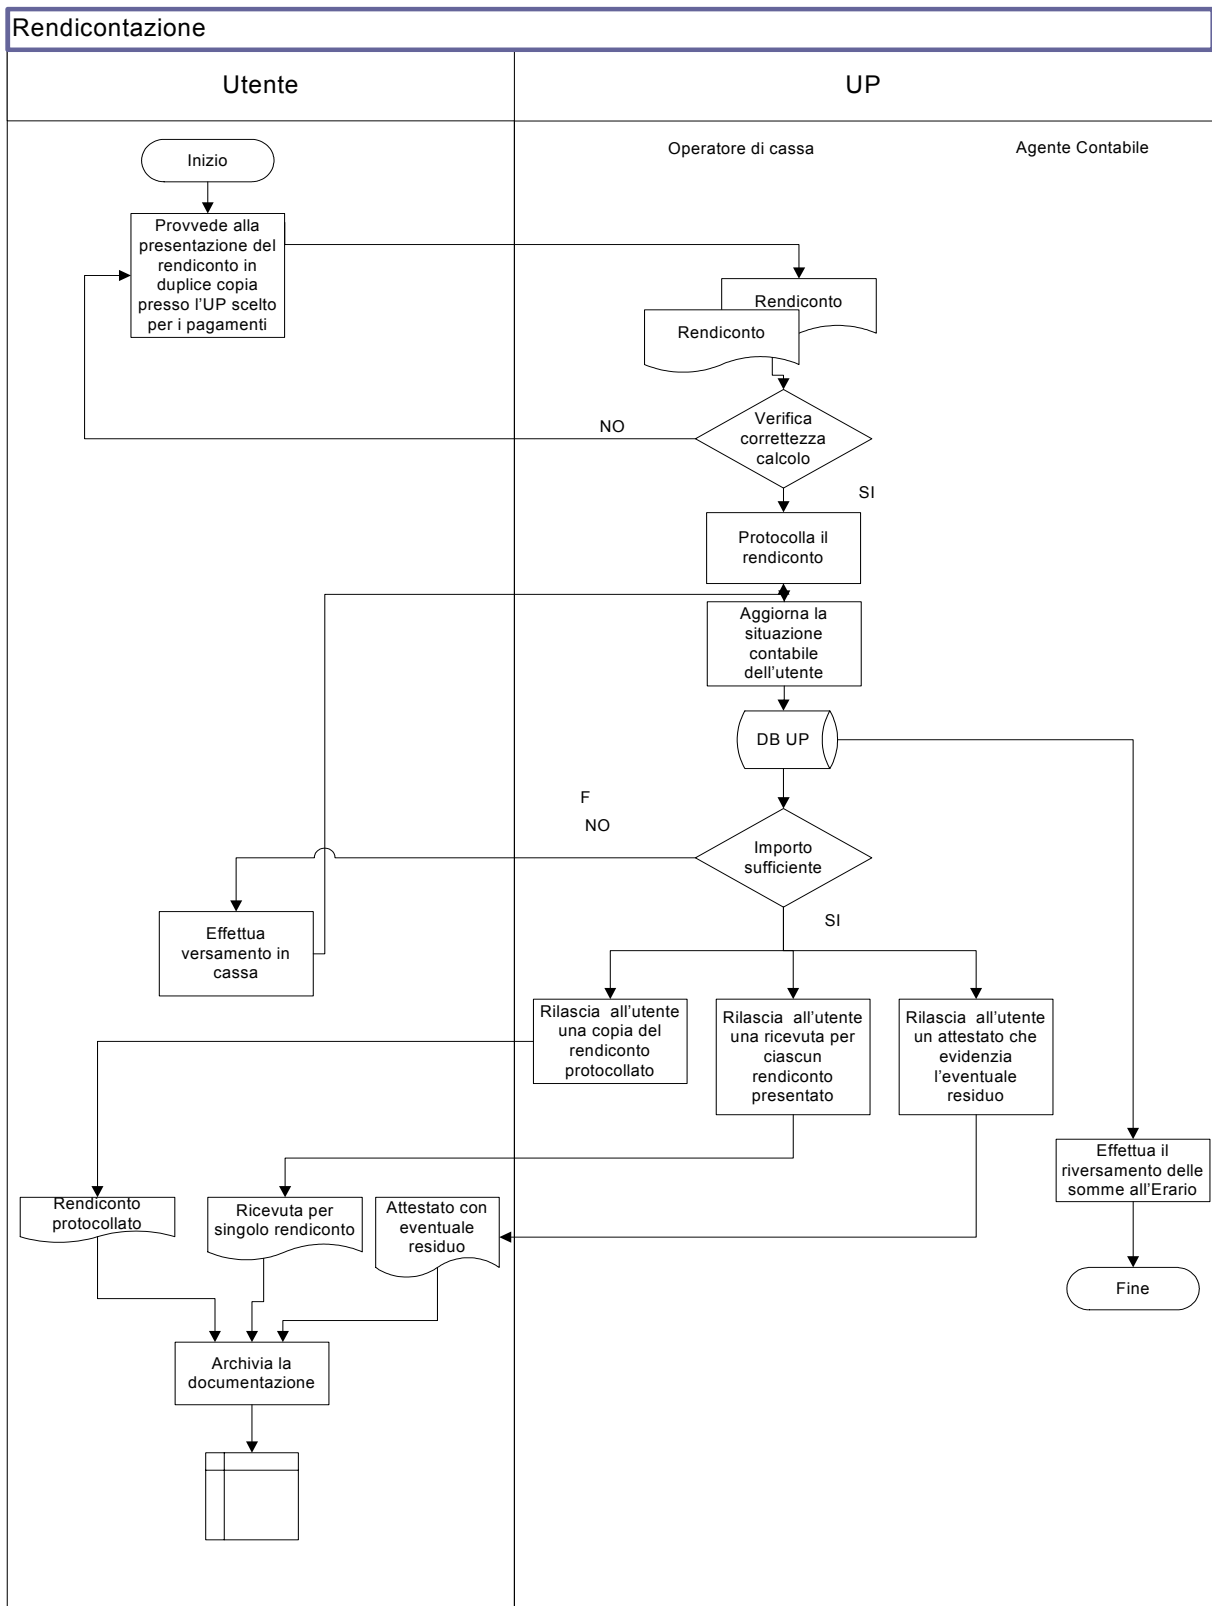 Rendicontazione
Utente
UP
Operatore di cassa
Agente Contabile
Inizio
Provvede alla
presentazione del
rendiconto in
duplice copia
presso l'UP scelto
per i pagamenti
Rendiconto
Rendiconto
Verifica
correttezza
calcolo
NO
SI
Protocolla il
rendiconto
Aggiorna la
situazione
contabile
dell'utente
DB UP
F
NO
Importo
sufficiente
SI
Effettua
versamento in
cassa
Rilascia all'utente
una copia del
rendiconto
protocollato
Rilascia all'utente
una ricevuta per
ciascun
rendiconto
presentato
Rilascia all'utente
un attestato che
evidenzia
l'eventuale
residuo
Effettua il
riversamento delle
somme all'Erario
Rendiconto
protocollato
Ricevuta per
singolo rendiconto
Attestato con
eventuale
residuo
Fine
Archivia la
documentazione